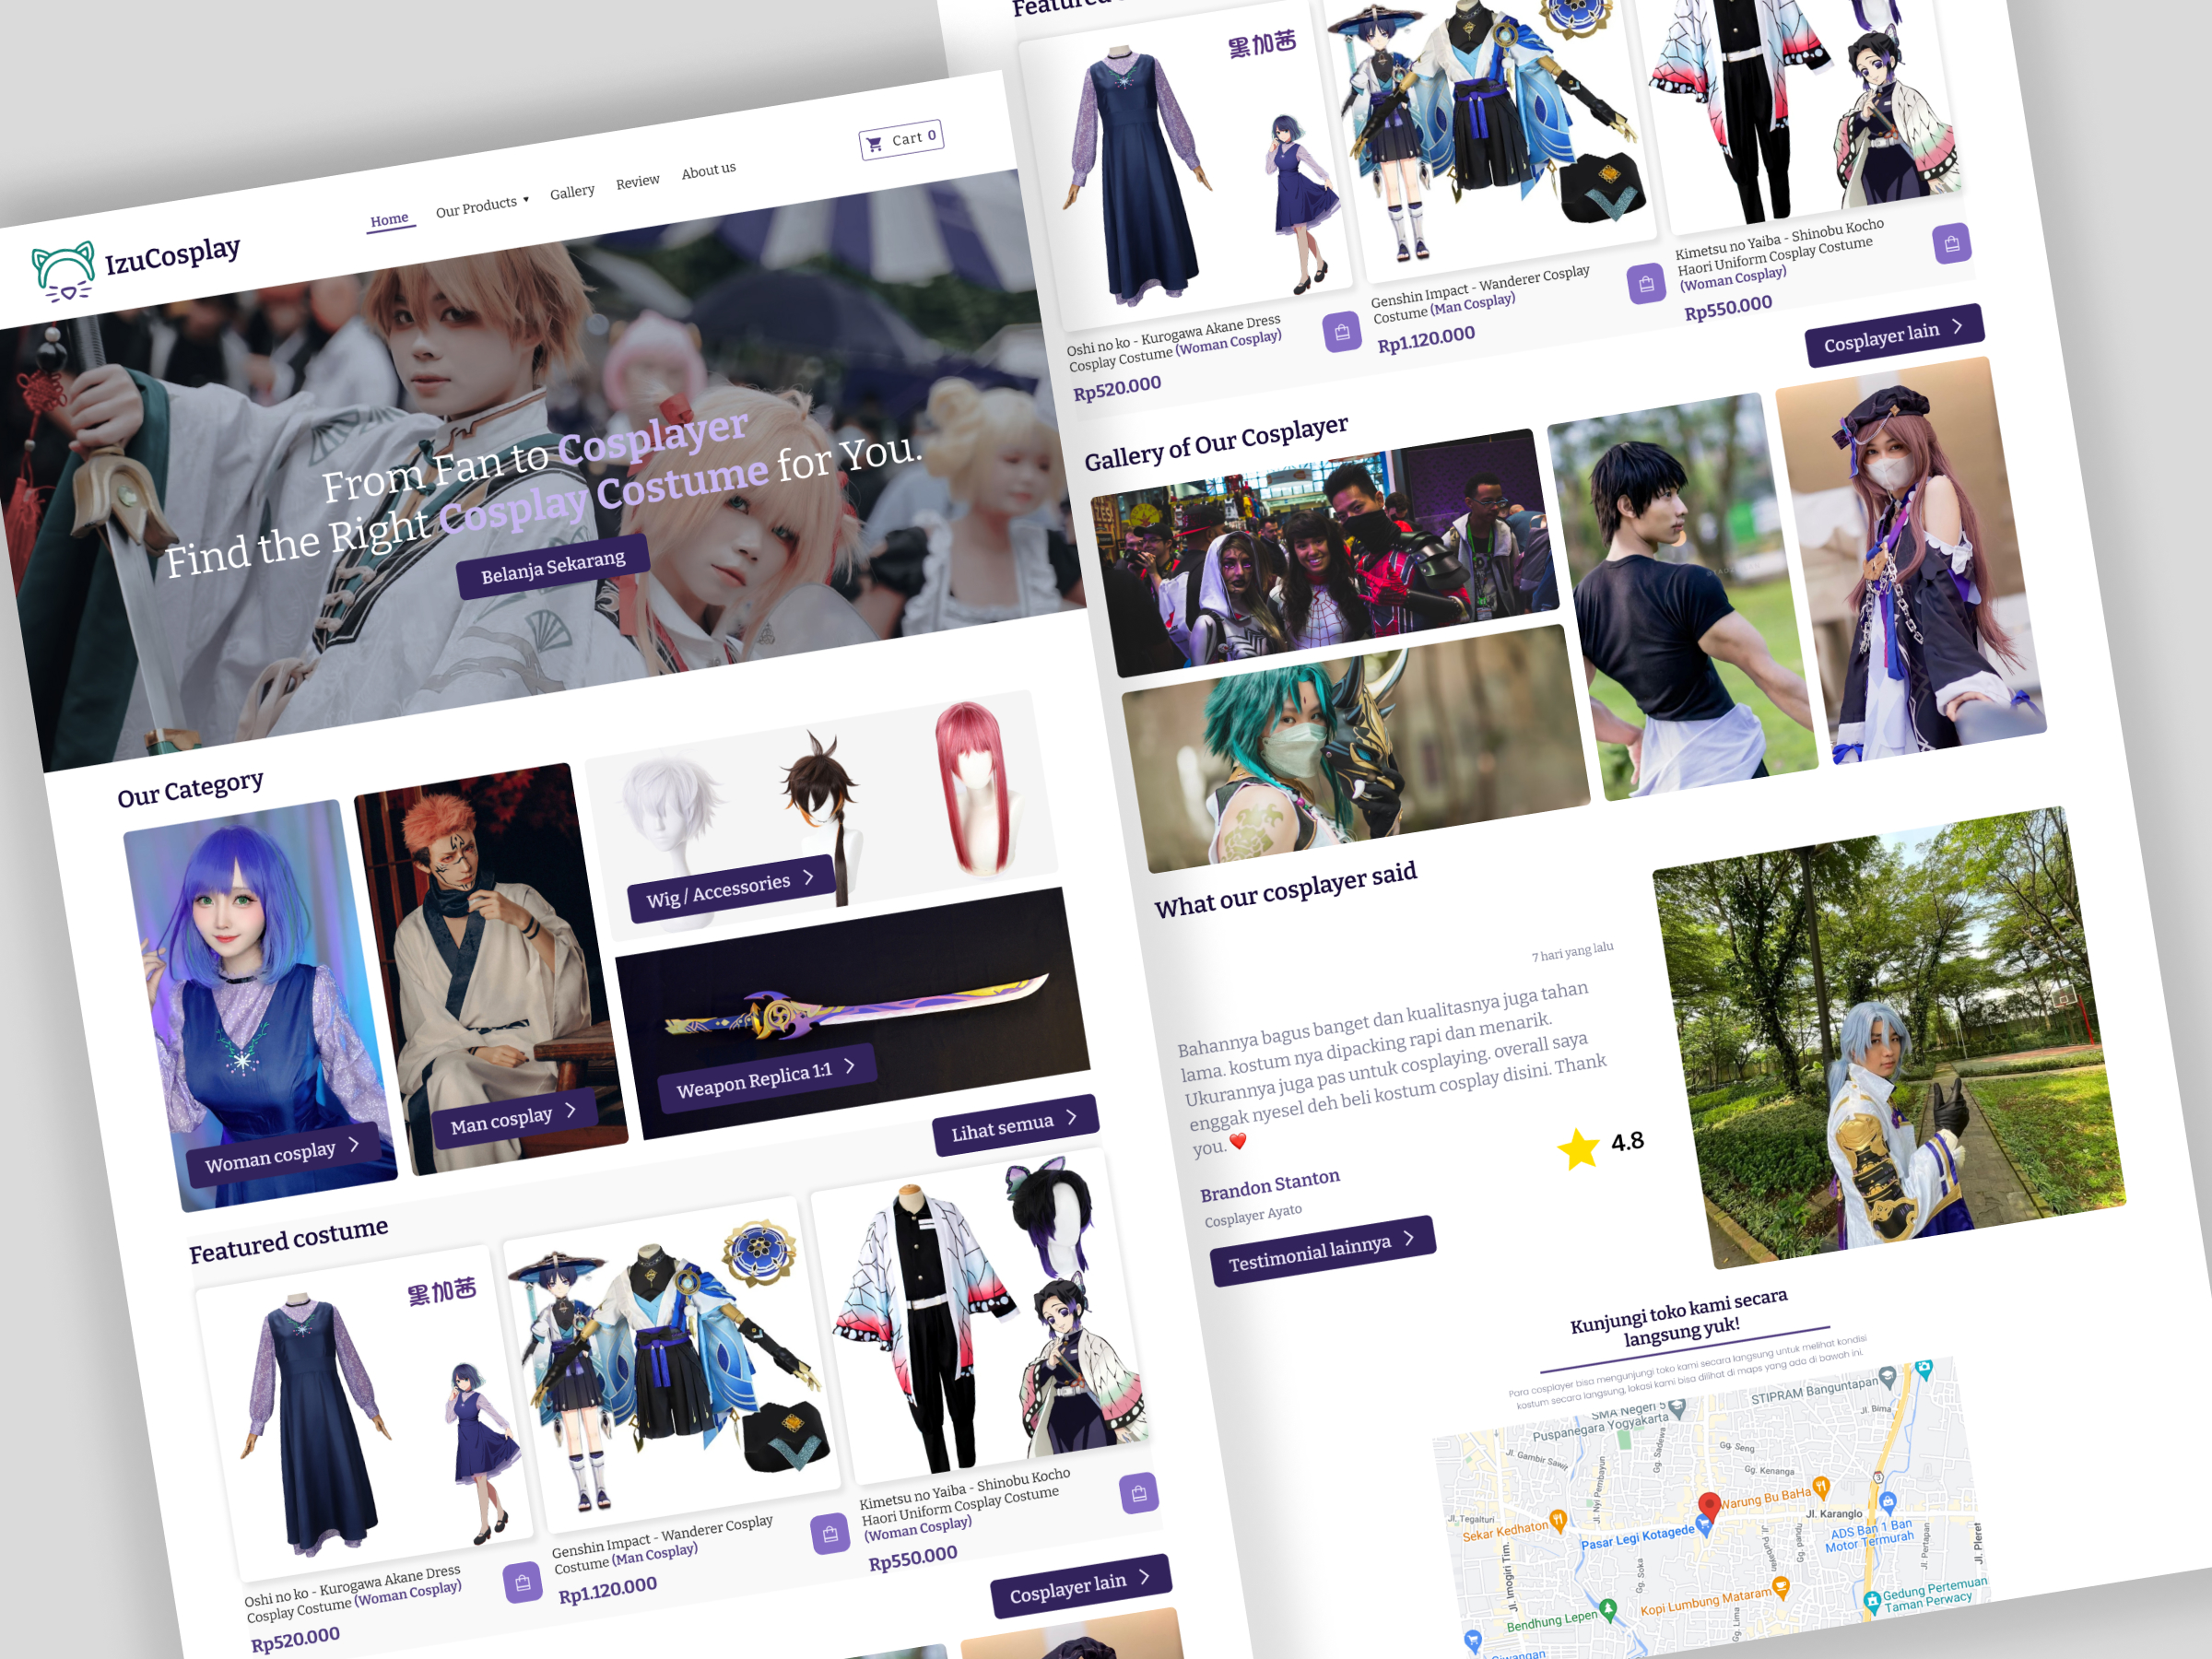 IzuCosplay
Home
Our Products ▾
Gallery
Review
About us
Cart 0
From Fan to Cosplayer
Find the Right Cosplay Costume for You.
Belanja Sekarang
Our Category
Woman cosplay >
Man cosplay >
Wig / Accessories >
Weapon Replica 1:1 >
Lihat semua >
Featured costume
黒加茜
Oshi no ko - Kurogawa Akane Dress
Cosplay Costume (Woman Cosplay)
Rp520.000
Genshin Impact - Wanderer Cosplay
Costume (Man Cosplay)
Rp1.120.000
Kimetsu no Yaiba - Shinobu Kocho
Haori Uniform Cosplay Costume
(Woman Cosplay)
Rp550.000
Cosplayer lain >
Featured
黒加茜
Oshi no ko - Kurogawa Akane Dress
Cosplay Costume (Woman Cosplay)
Rp520.000
Genshin Impact - Wanderer Cosplay
Costume (Man Cosplay)
Rp1.120.000
Kimetsu no Yaiba - Shinobu Kocho
Haori Uniform Cosplay Costume
(Woman Cosplay)
Rp550.000
Cosplayer lain >
Gallery of Our Cosplayer
What our cosplayer said
7 hari yang lalu
Bahannya bagus banget dan kualitasnya juga tahan
lama. kostum nya dipacking rapi dan menarik.
Ukurannya juga pas untuk cosplaying. overall saya
enggak nyesel deh beli kostum cosplay disini. Thank
you.❤️
4.8
Brandon Stanton
Cosplayer Ayato
Testimonial lainnya >
Kunjungi toko kami secara
langsung yuk!
Para cosplayer bisa mengunjungi toko kami secara langsung untuk melihat kondisi
kostum secara langsung, lokasi kami bisa dilihat di maps yang ada di bawah ini.
SMA Negeri 5
Puspanegara Yogyakarta
STIPRAM Banguntapan
Jl. Bima
Jl. Gambir Sawit
Jl. Nyi Pembayun
Gg. Sadewa
Gg. Seng
Gg. Kenanga
3
Jl. Tegalturi
Sekar Kedhaton
Warung Bu BaHa
Jl. Karanglo
Pasar Legi Kotagede
ADS Ban 1 Ban
Motor Termurah
Jl. Imogiri Tim.
Gg. Soka
Gg. pandu
Jl. Pertapan
Jl. Pleret
Kopi Lumbung Mataram
Bendhung Lepen
Gg. Lima
Gedung Pertemuan
Taman Perwacy
Giwangan